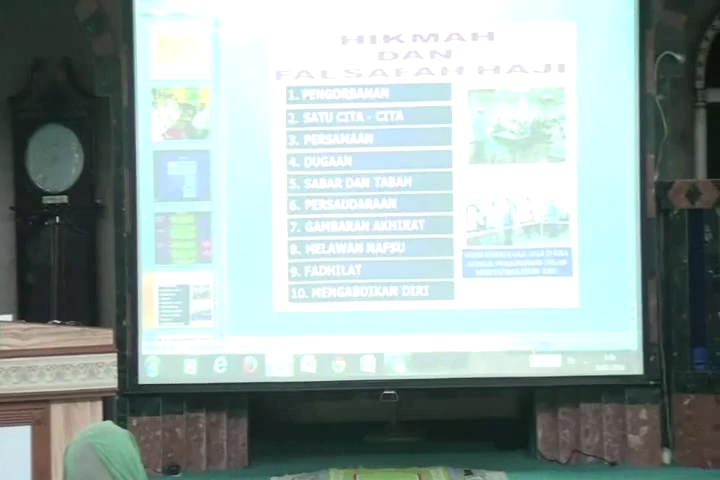 HIKMAH
DAN
FALSAFAH HAJI
1. PENGORBANAN
2. SATU CITA - CITA
3. PERSAMAAN
4. DUGAAN
5. SABAR DAN TABAH
6. PERSAUDARAAN
7. GAMBARAN AKHIRAT
8. MELAWAN NAFSU
9. FADHILAT
10. MENGABDIKAN DIRI